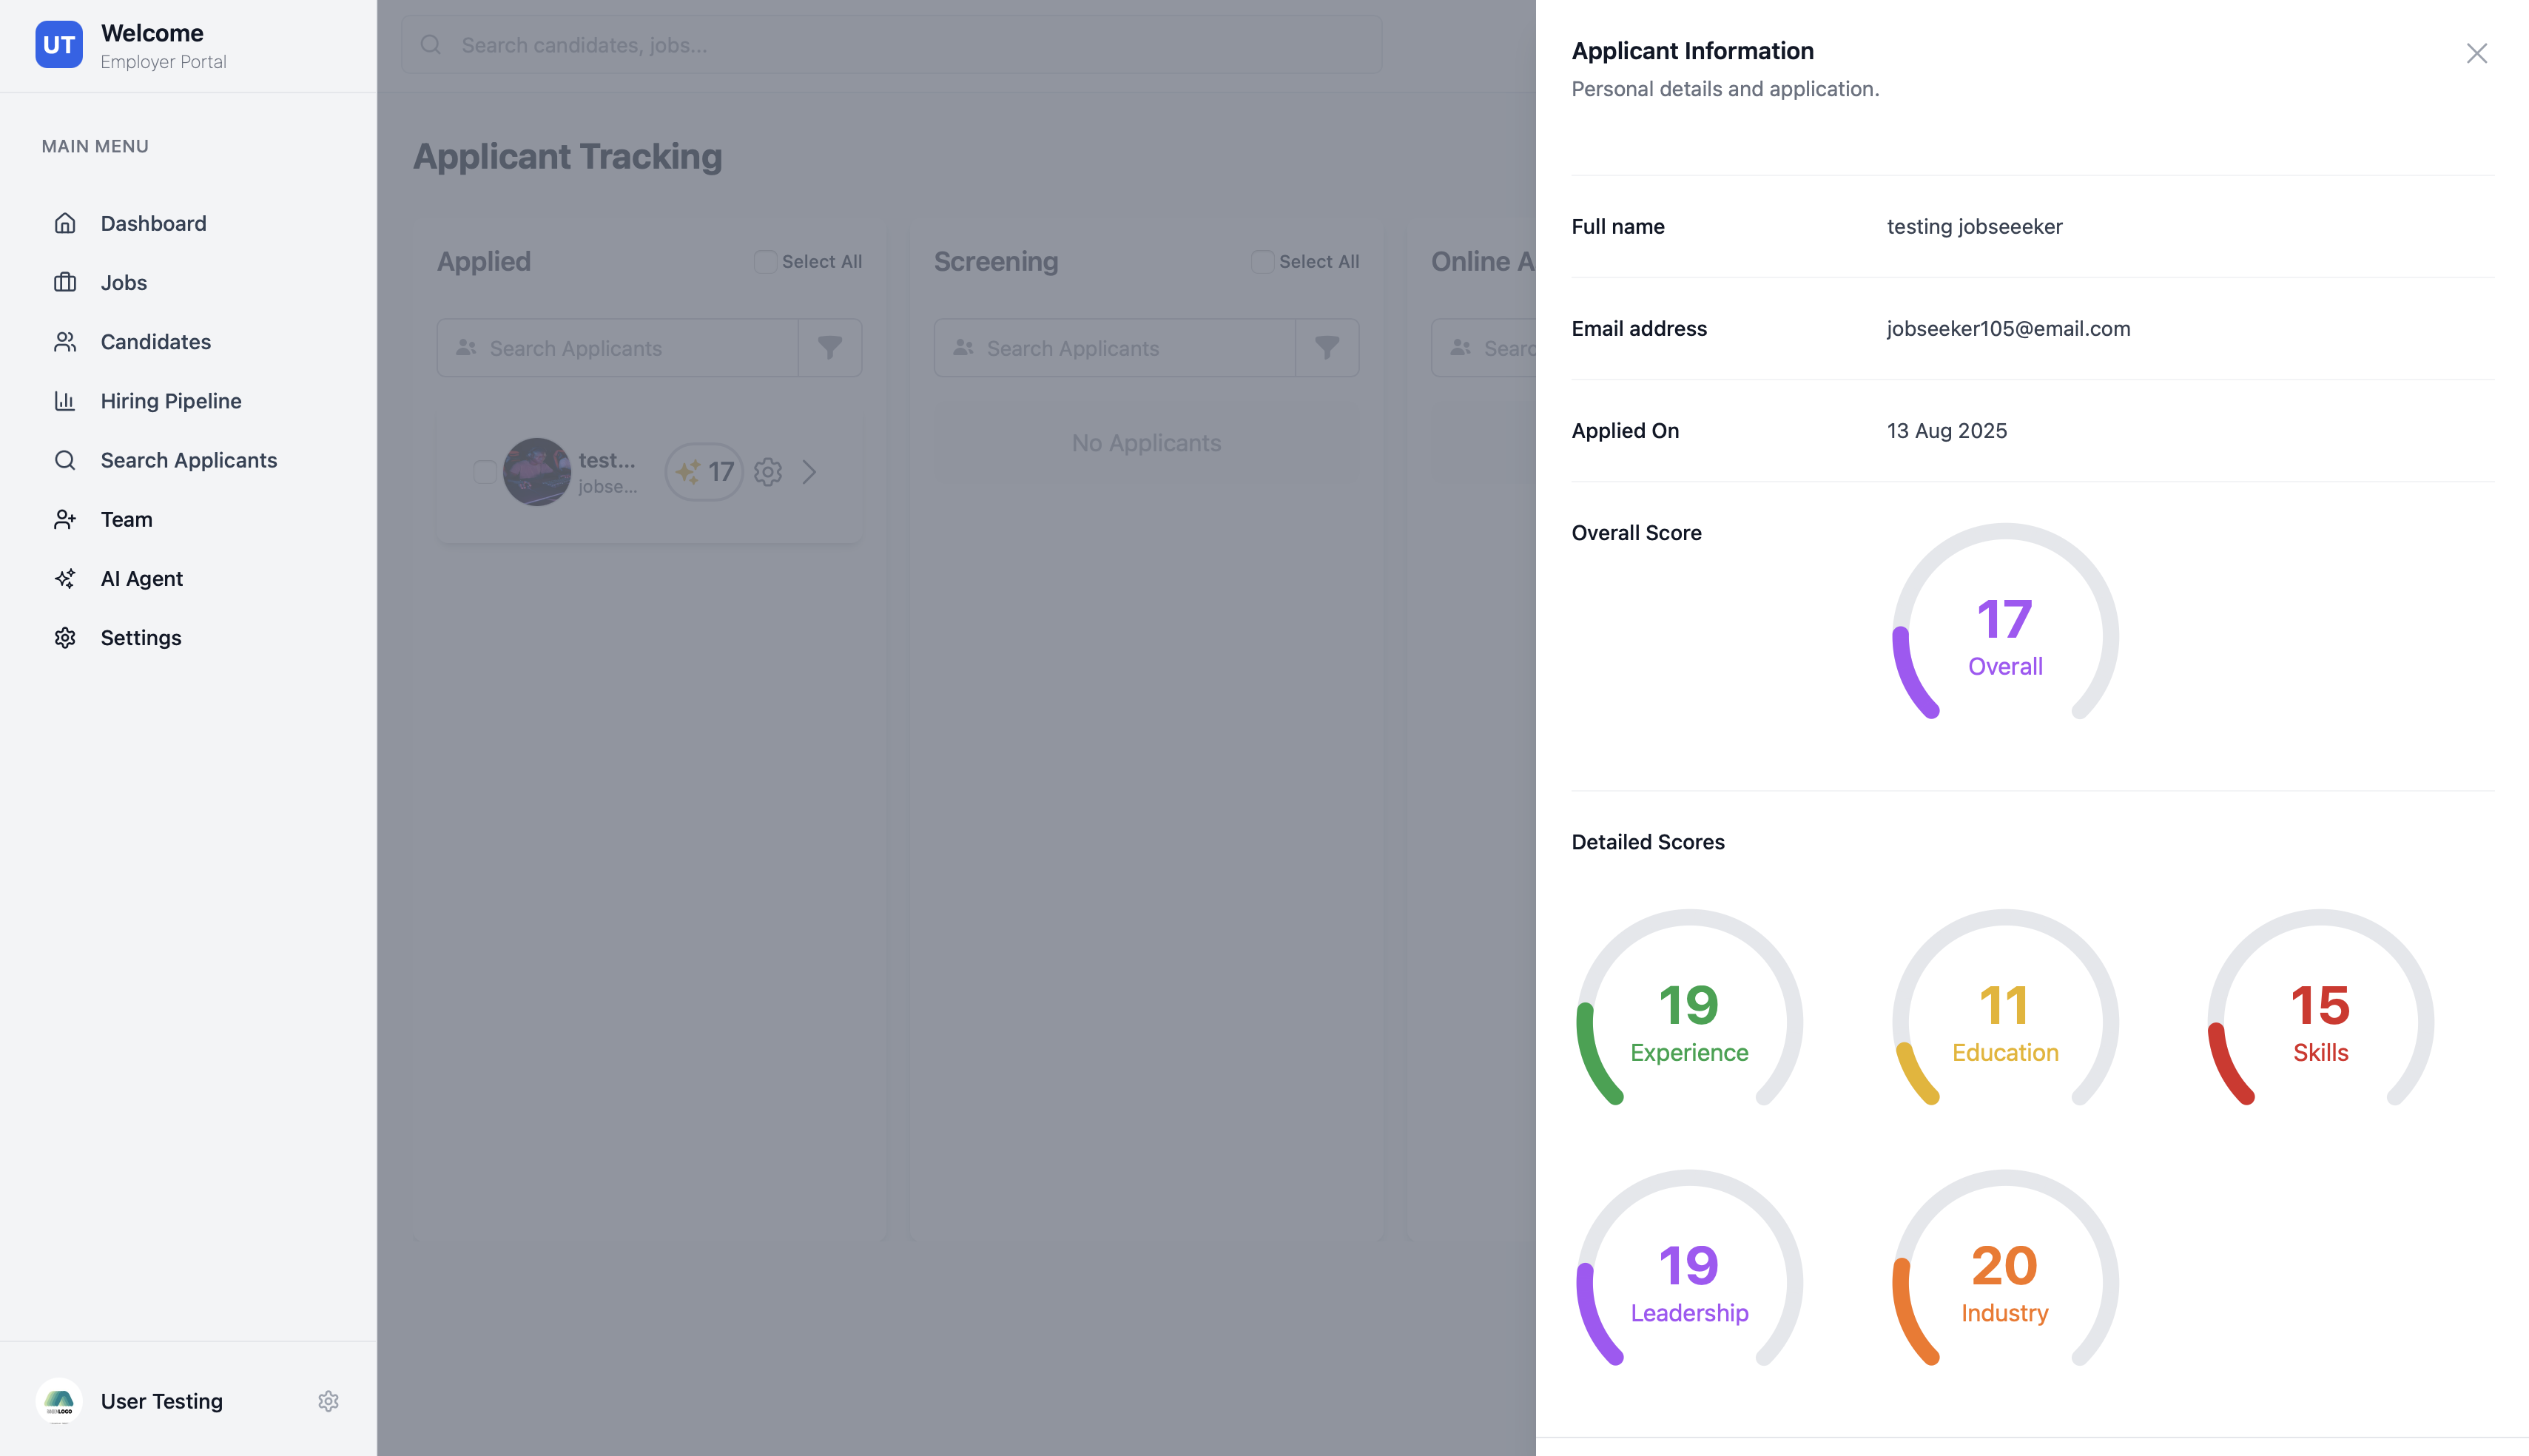 UT
Welcome
Employer Portal
MAIN MENU
Dashboard
Jobs
Candidates
Hiring Pipeline
Search Applicants
Team
AI Agent
Settings
User Testing
Search candidates, jobs...
Applicant Tracking
Applied
Select All
Search Applicants
test...
jobse...
17
Screening
Select All
Search Applicants
No Applicants
Online A
Searc
Applicant Information
Personal details and application.
Full name
testing jobseeeker
Email address
jobseeker105@email.com
Applied On
13 Aug 2025
Overall Score
17
Overall
Detailed Scores
19
Experience
11
Education
15
Skills
19
Leadership
20
Industry